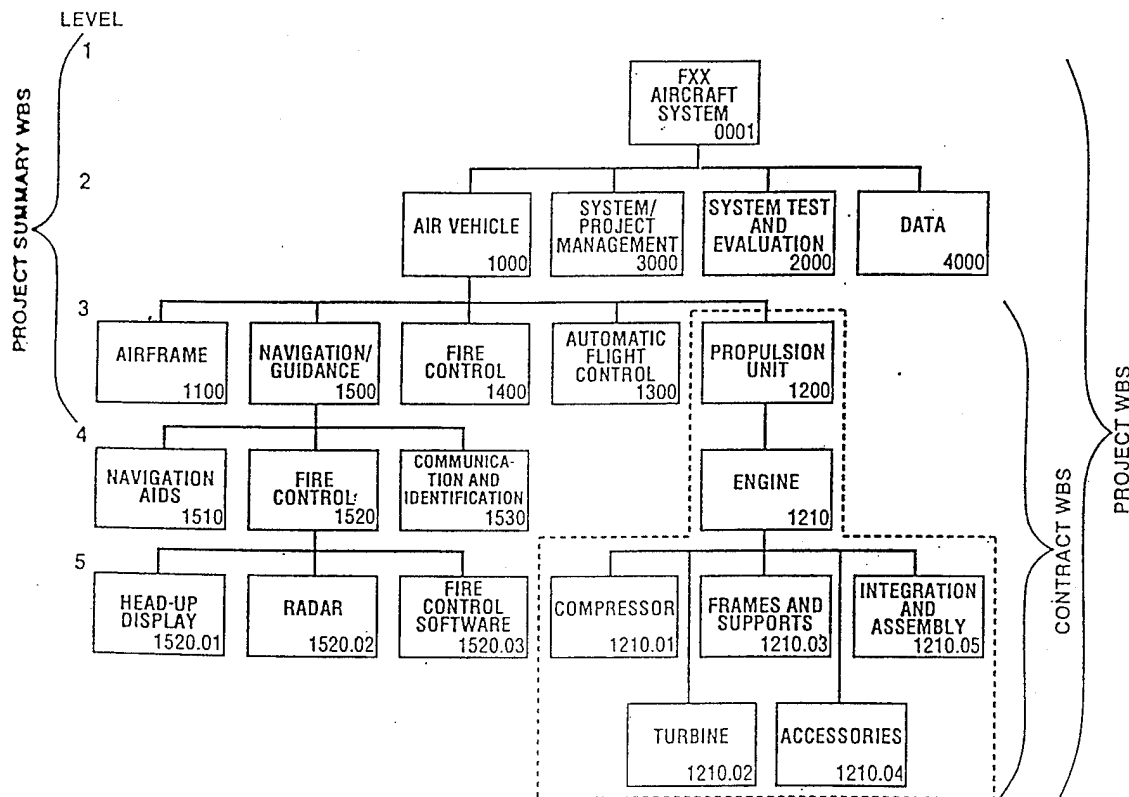 LEVEL
1
FXX
AIRCRAFT
SYSTEM
0001
2
AIR VEHICLE
1000
SYSTEM/
PROJECT
MANAGEMENT
3000
SYSTEM TEST
AND
EVALUATION
2000
DATA
4000
3
AIRFRAME
1100
NAVIGATION/
GUIDANCE
1500
FIRE
CONTROL
1400
AUTOMATIC
FLIGHT
CONTROL
1300
PROPULSION
UNIT
1200
4
NAVIGATION
AIDS
1510
FIRE
CONTROL
1520
COMMUNICA-
TION AND
IDENTIFICATION
1530
ENGINE
1210
5
HEAD-UP
DISPLAY
1520.01
RADAR
1520.02
FIRE
CONTROL
SOFTWARE
1520.03
COMPRESSOR
1210.01
FRAMES AND
SUPPORTS
1210.03
INTEGRATION
AND
ASSEMBLY
1210.05
TURBINE
1210.02
ACCESSORIES
1210.04
PROJECT SUMMARY WBS
CONTRACT WBS
PROJECT WBS